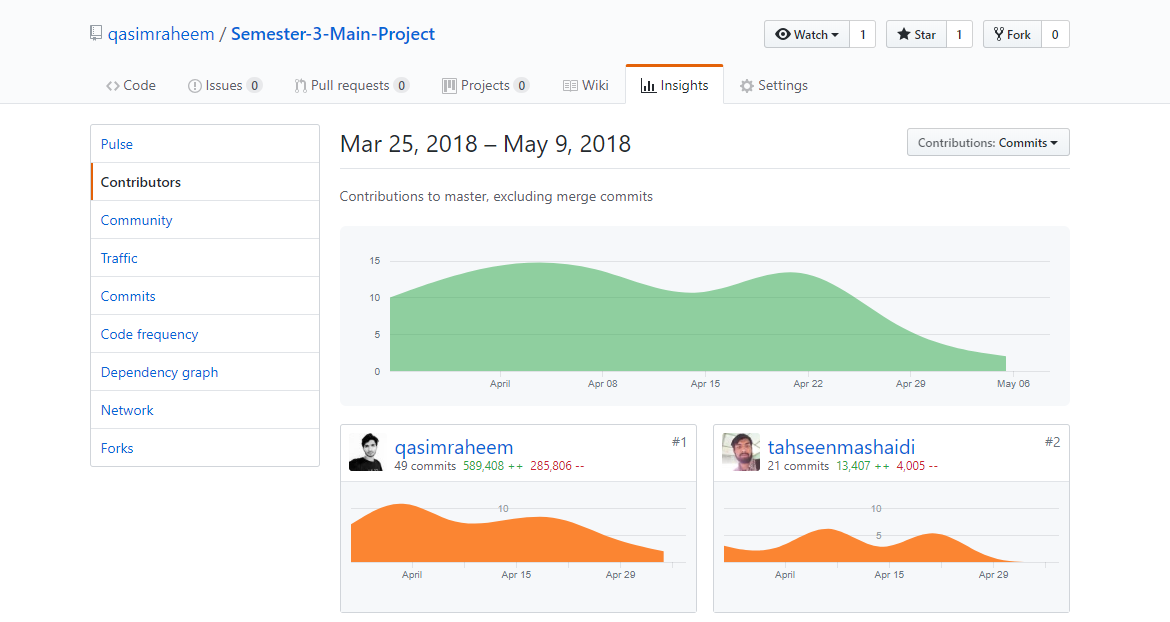 qasimraheem / Semester-3-Main-Project
Watch 1 Star 1 Fork 0
Code Issues 0 Pull requests 0 Projects 0 Wiki Insights Settings
Pulse
Contributors
Community
Traffic
Commits
Code frequency
Dependency graph
Network
Forks
Mar 25, 2018 – May 9, 2018
Contributions: Commits
Contributions to master, excluding merge commits
15
10
5
0
April Apr 08 Apr 15 Apr 22 Apr 29 May 06
qasimraheem #1
49 commits 589,408 ++ 285,806 --
10
April Apr 15 Apr 29
tahseenmashaidi #2
21 commits 13,407 ++ 4,005 --
10
5
April Apr 15 Apr 29